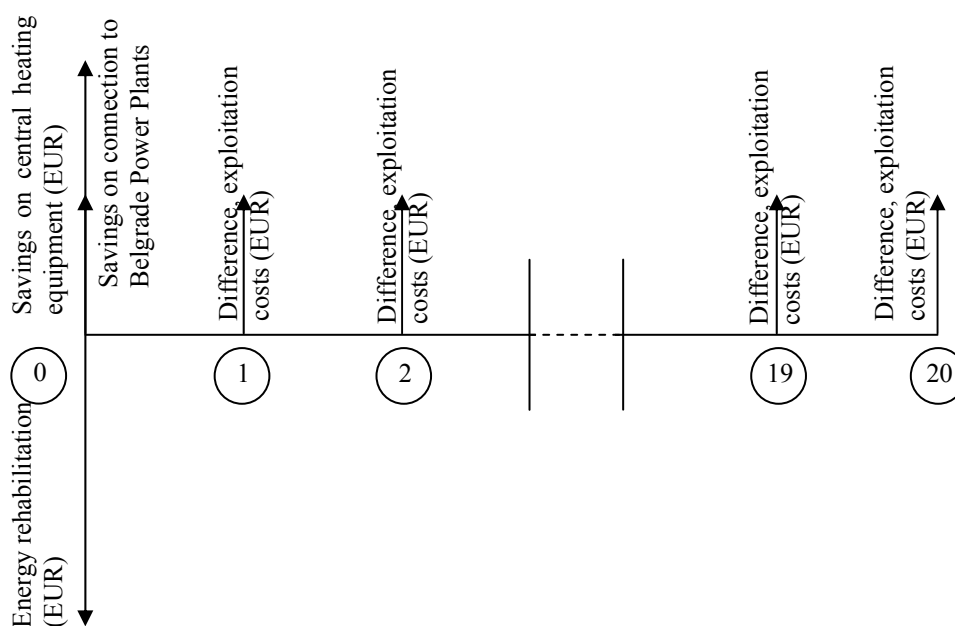 Savings on central heating
equipment (EUR)
Savings on connection to
Belgrade Power Plants
Difference, exploitation
costs (EUR)
Difference, exploitation
costs (EUR)
Difference, exploitation
costs (EUR)
Difference, exploitation
costs (EUR)
0
1
2
19
20
Energy rehabilitation
(EUR)